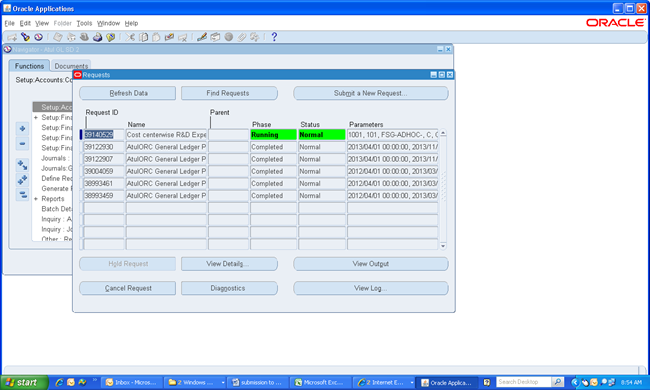 Oracle Applications
File Edit View Folder Tools Window Help
ORACLE
Navigator - Atul GL GD 2
Functions Documents
Setup:Accounts:Co
Requests
Refresh Data Find Requests Submit a New Request...
Request ID Parent
Name Phase Status Parameters
39140529 Cost centerwise R&D Expe Running Normal 1001, 101, FSG-ADHOC-, C, C
39122930 AtulORC General Ledger P Completed Normal 2013/04/01 00:00:00, 2013/11/
39122907 AtulORC General Ledger P Completed Normal 2013/04/01 00:00:00, 2013/11/
39004059 AtulORC General Ledger P Completed Normal 2012/04/01 00:00:00, 2013/03/
38993461 AtulORC General Ledger P Completed Normal 2012/04/01 00:00:00, 2013/03/
38993459 AtulORC General Ledger P Completed Normal 2012/04/01 00:00:00, 2013/03/
Setup:Accou
+ Setup:Finan
Setup:Fina
Setup:Fina
Setup:Fina
Journals :
Journals:G
Define Rec
Generate F
+ Reports
Batch Deta
Inquiry : A
Inquiry : Jo
Other : Re
Hold Request View Details... View Output
Cancel Request Diagnostics View Log...
start Inbox - Micros... 2 Windows ... submission to ... Microsoft Exc... 2 Internet E... Oracle Applica... Search Desktop 8:54 AM